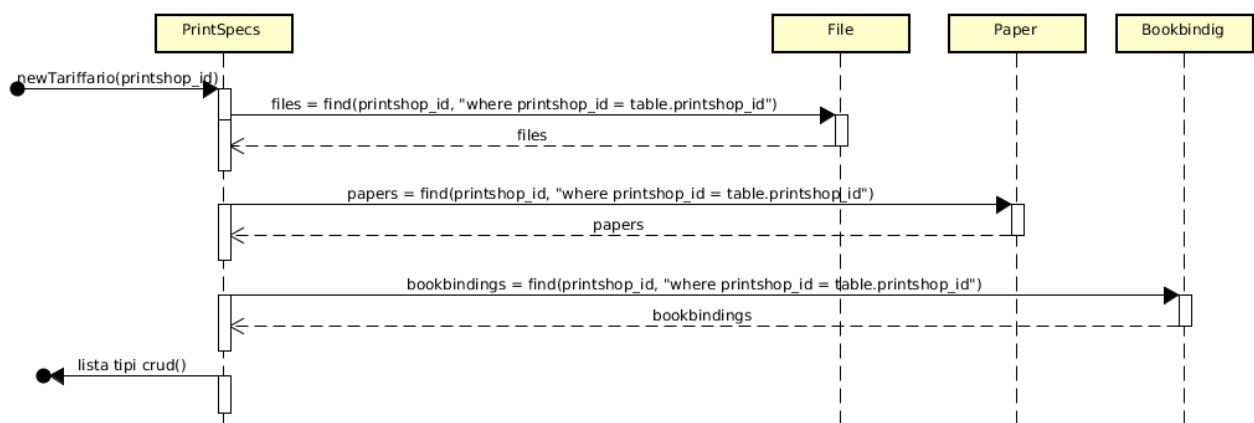 PrintSpecs
File
Paper
Bookbindig
newTariffario(printshop_id)
files = find(printshop_id, "where printshop_id = table.printshop_id")
files
papers = find(printshop_id, "where printshop_id = table.printshop_id")
papers
bookbindings = find(printshop_id, "where printshop_id = table.printshop_id")
bookbindings
lista tipi crud()